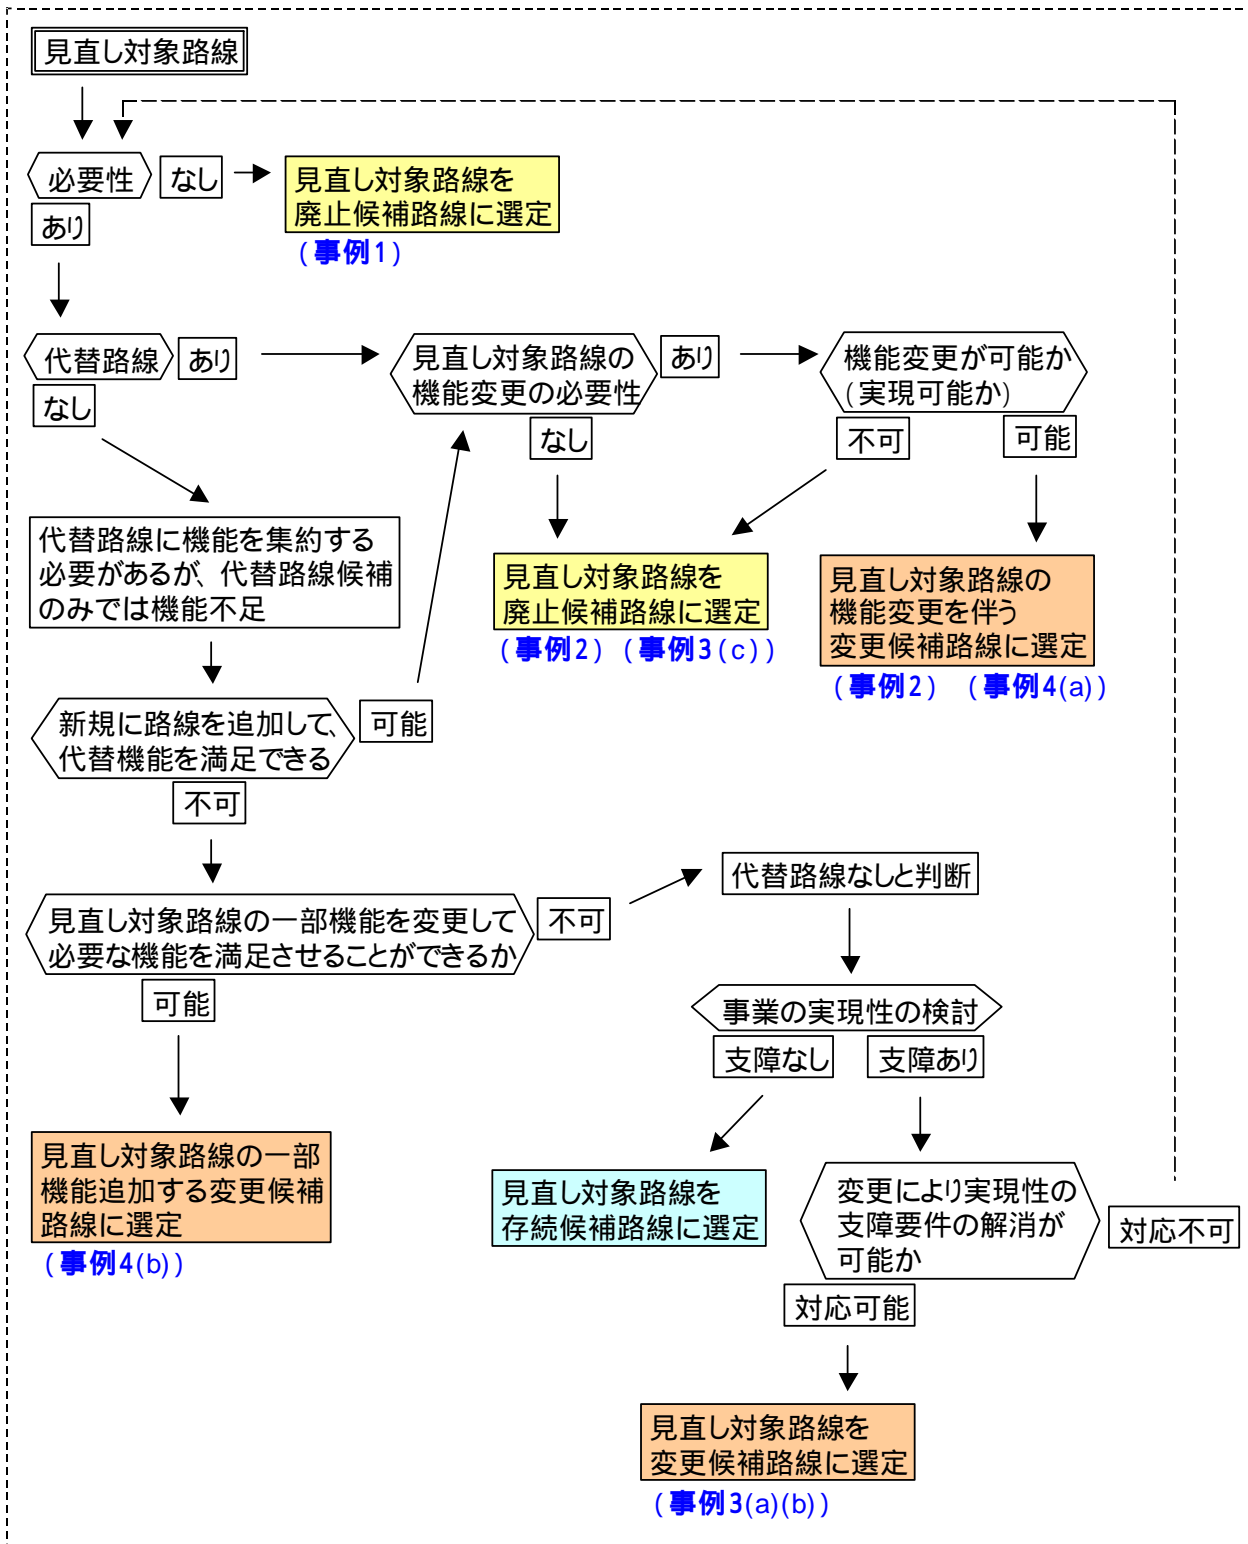 見直し対象路線
必要性
なし
見直し対象路線を
廃止候補路線に選定
(事例1)
あり
代替路線
あり
見直し対象路線の
機能変更の必要性
あり
機能変更が可能か
(実現可能か)
なし
なし
不可
可能
代替路線に機能を集約する
必要があるが、代替路線候補
のみでは機能不足
見直し対象路線を
廃止候補路線に選定
(事例2) (事例3(c))
見直し対象路線の
機能変更を伴う
変更候補路線に選定
(事例2) (事例4(a))
新規に路線を追加して、
代替機能を満足できる
可能
不可
見直し対象路線の一部機能を変更して
必要な機能を満足させることができるか
不可
代替路線なしと判断
可能
事業の実現性の検討
支障なし
支障あり
見直し対象路線の一部
機能追加する変更候補
路線に選定
(事例4(b))
見直し対象路線を
存続候補路線に選定
変更により実現性の
支障要件の解消が
可能か
対応不可
対応可能
見直し対象路線を
変更候補路線に選定
(事例3(a)(b))